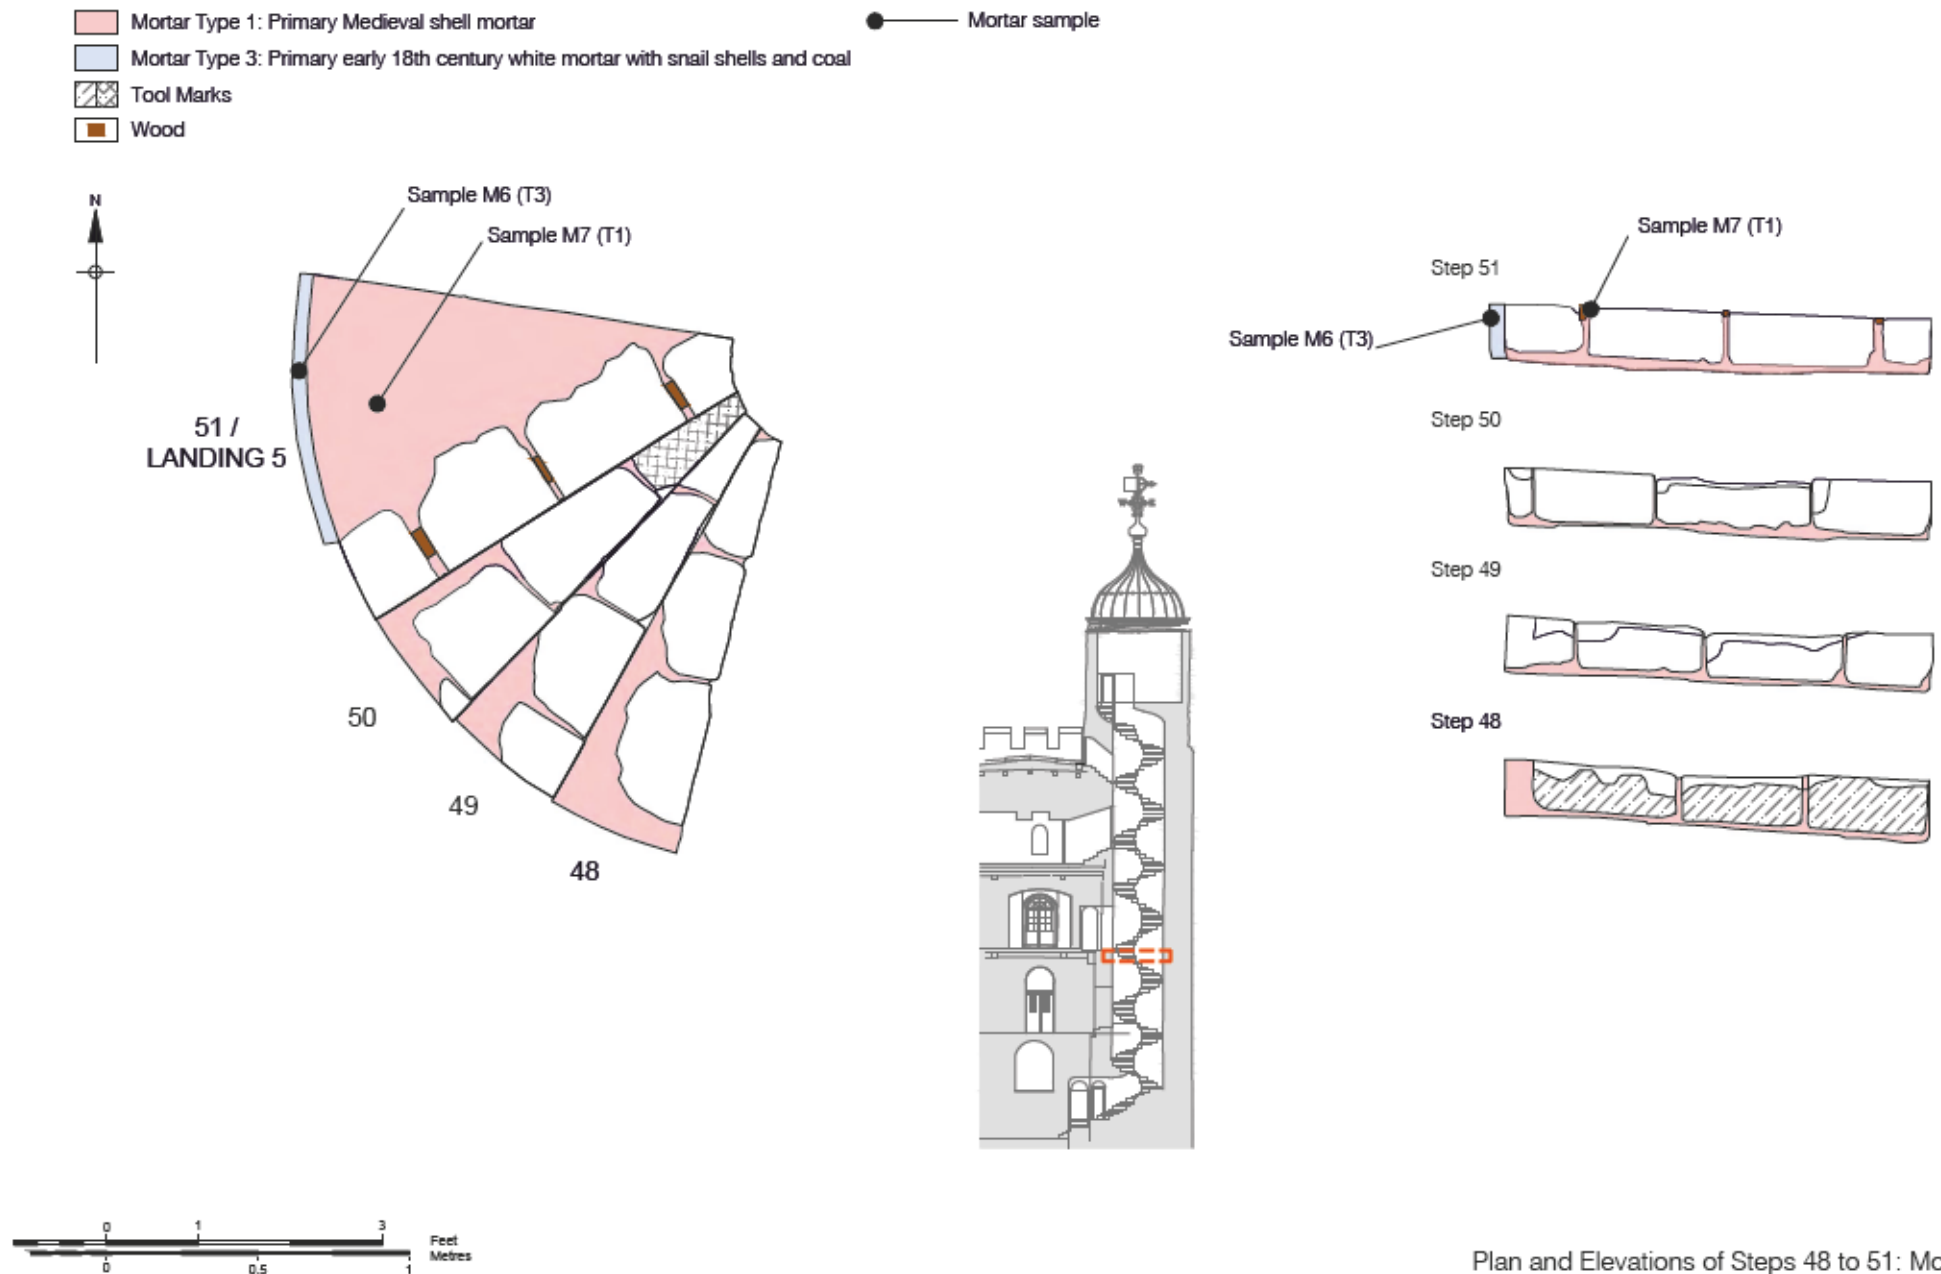 Mortar Type 1: Primary Medieval shell mortar
Mortar sample
Mortar Type 3: Primary early 18th century white mortar with snail shells and coal
Tool Marks
Wood
N
Sample M6 (T3)
Sample M7 (T1)
51 /
LANDING 5
50
49
48
Sample M7 (T1)
Step 51
Sample M6 (T3)
Step 50
Step 49
Step 48
0 1 3
Feet
Metres
0 0.5 1
Plan and Elevations of Steps 48 to 51: Mo